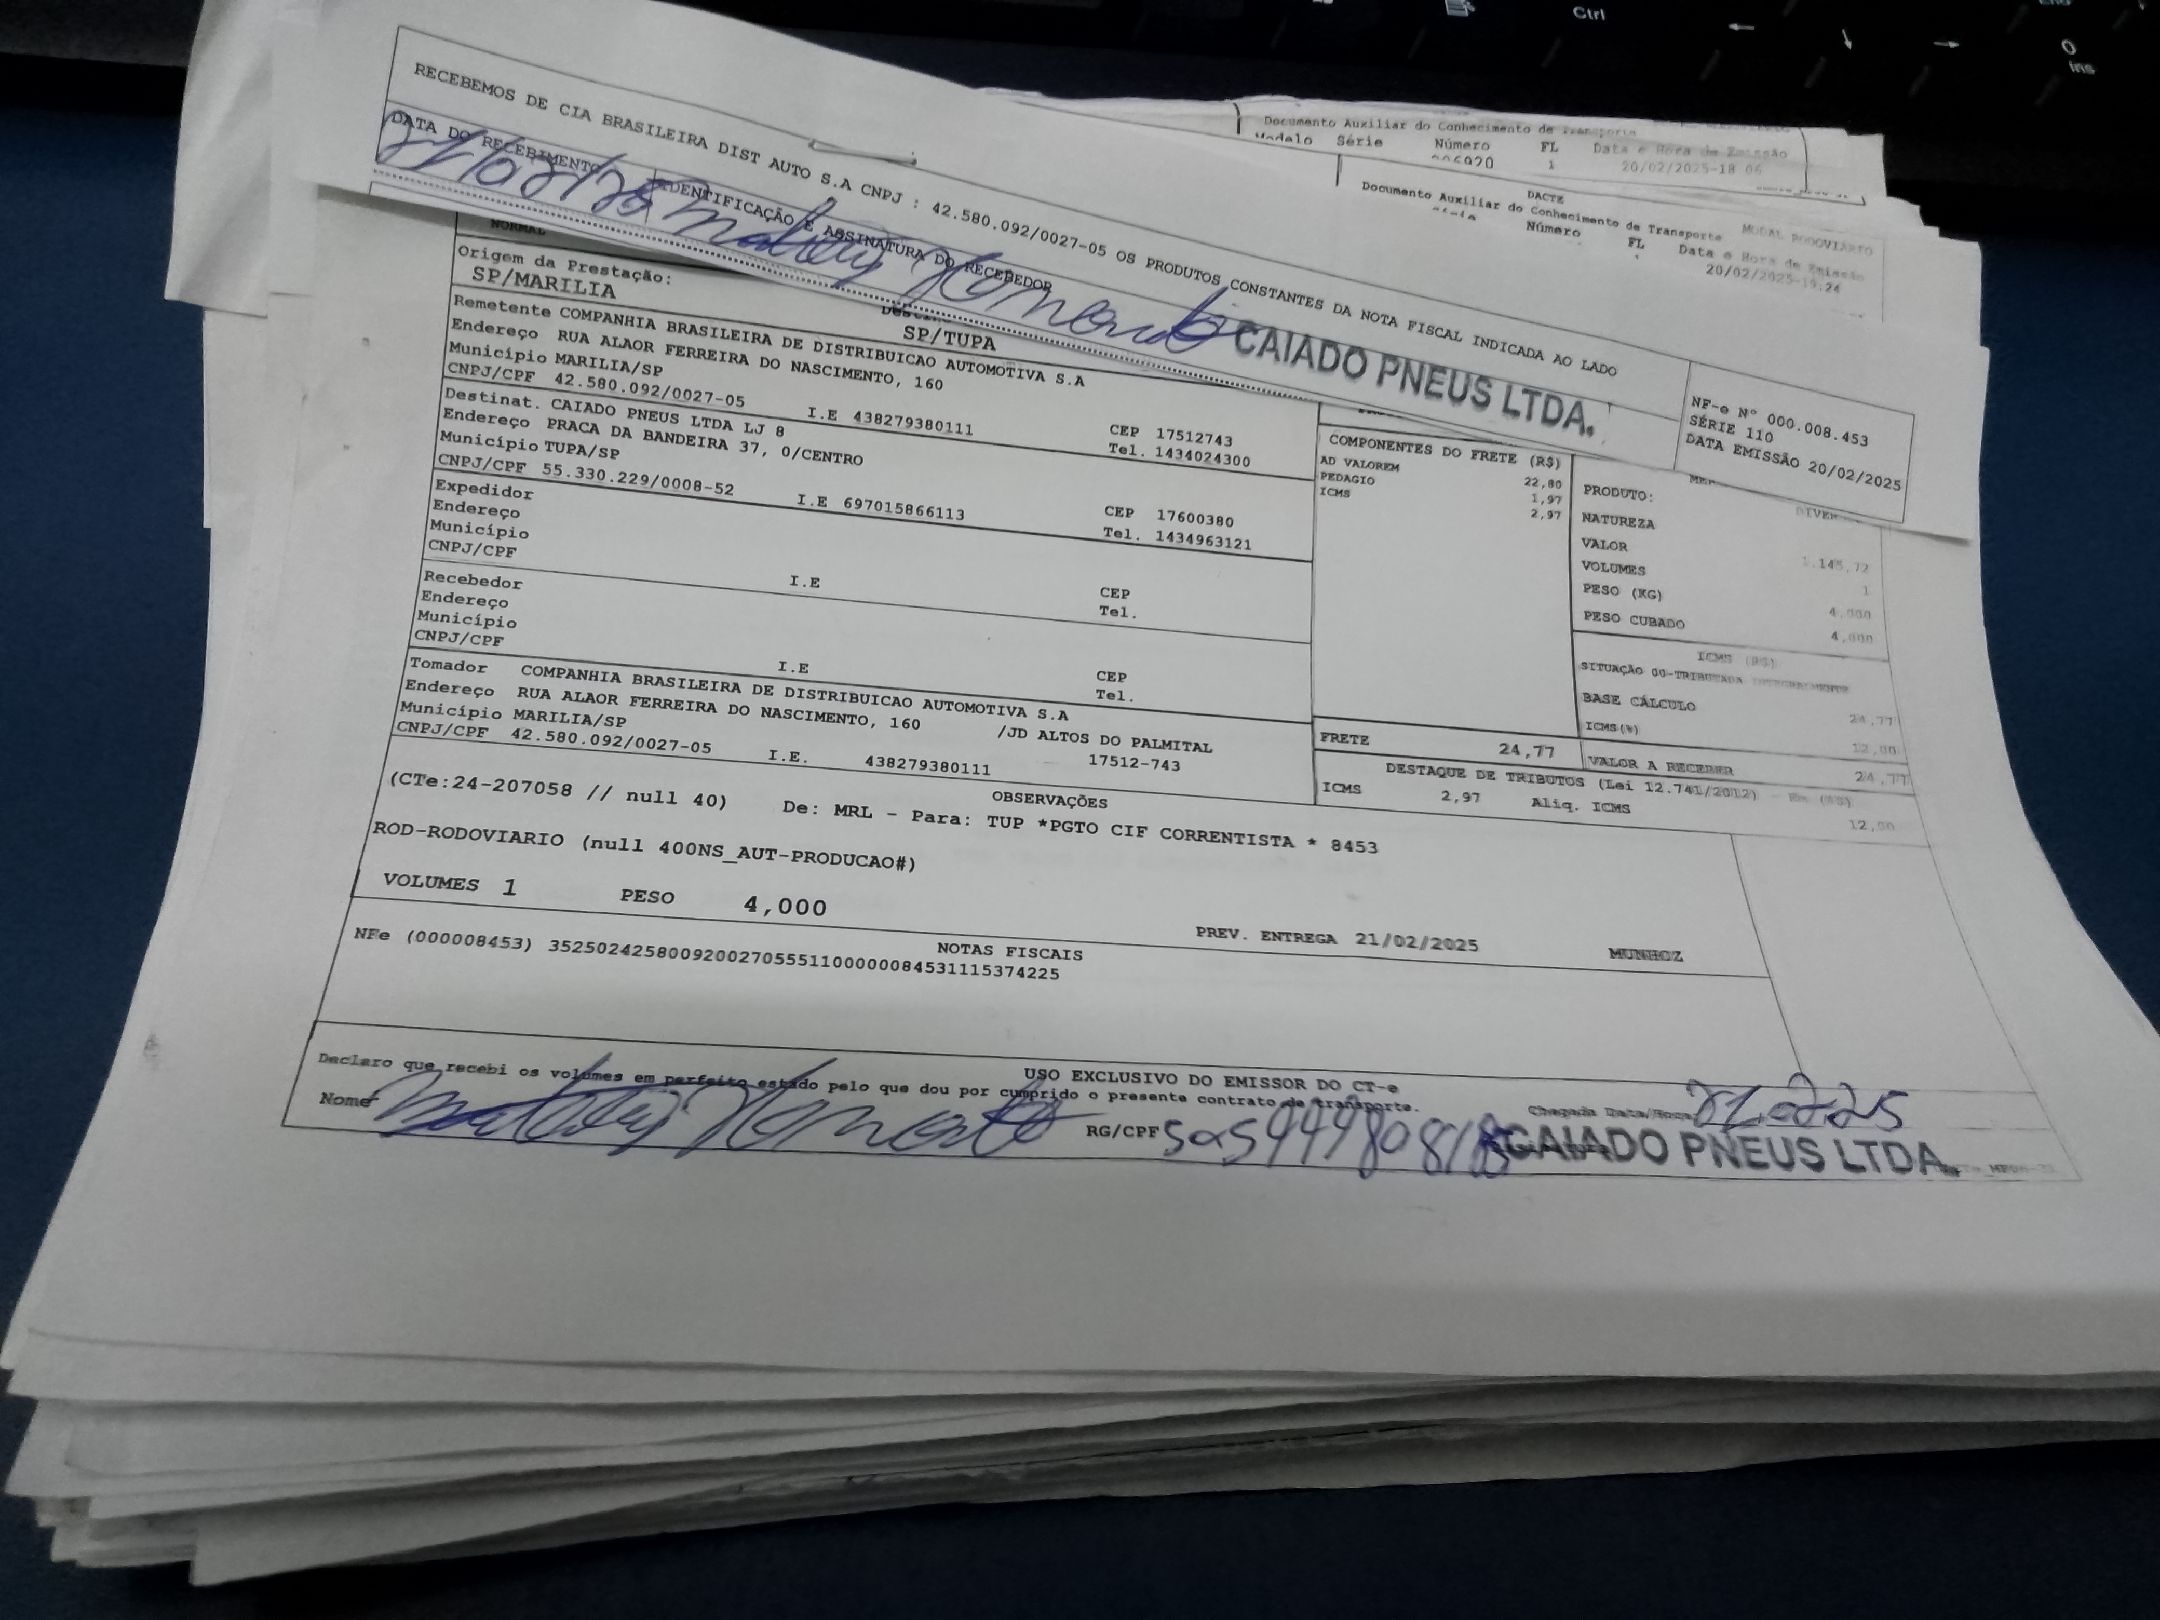 Ctrl
Ins
RECEBEMOS DE CIA BRASILEIRA DIST AUTO S.A CNPJ : 42.580.092/0027-05 OS PRODUTOS CONSTANTES DA NOTA FISCAL INDICADA AO LADO
DATA DO RECEBIMENTO
IDENTIFICAÇÃO E ASSINATURA DO RECEBEDOR
CAIADO PNEUS LTDA.
NF-e Nº 000.008.453
SÉRIE 110
DATA EMISSÃO 20/02/2025
Documento Auxiliar do Conhecimento de Transporte
Modalo Série Número FL Data e Hora de Emissão
1 20/02/2025-18 06
DACTE
MODAL RODOVIARIO
Documento Auxiliar do Conhecimento de Transporte
Número FL Data e Hora de Emissão
20/02/2025-19:24
NORMAL
Origem da Prestação:
SP/MARILIA
SP/TUPA
Remetente COMPANHIA BRASILEIRA DE DISTRIBUICAO AUTOMOTIVA S.A
Endereço RUA ALAOR FERREIRA DO NASCIMENTO, 160
Município MARILIA/SP CEP 17512743
CNPJ/CPF 42.580.092/0027-05 I.E 438279380111 Tel. 1434024300
Destinat. CAIADO PNEUS LTDA LJ 8
Endereço PRACA DA BANDEIRA 37, 0/CENTRO
Município TUPA/SP CEP 17600380
CNPJ/CPF 55.330.229/0008-52 I.E 697015866113 Tel. 1434963121
Expedidor
Endereço
Município CEP
CNPJ/CPF I.E Tel.
Recebedor
Endereço
Município CEP
CNPJ/CPF I.E Tel.
Tomador COMPANHIA BRASILEIRA DE DISTRIBUICAO AUTOMOTIVA S.A
Endereço RUA ALAOR FERREIRA DO NASCIMENTO, 160 /JD ALTOS DO PALMITAL
Município MARILIA/SP 17512-743
CNPJ/CPF 42.580.092/0027-05 I.E. 438279380111
COMPONENTES DO FRETE (R$)
AD VALOREM 22,80
PEDAGIO 1,97
ICMS 2,97
FRETE 24,77
PRODUTO:
NATUREZA
VALOR 1.145,72
VOLUMES 1
PESO (KG) 4,000
PESO CUBADO 4,000
ICMS (R$)
SITUAÇÃO 00-TRIBUTADA INTEGRALMENTE
BASE CÁLCULO 24,77
ICMS(%) 12,00
VALOR A RECEBER 24,77
DESTAQUE DE TRIBUTOS (Lei 12.741/2012) - Em (R$)
ICMS 2,97 Aliq. ICMS 12,00
OBSERVAÇÕES
(CTe:24-207058 // null 40) De: MRL - Para: TUP *PGTO CIF CORRENTISTA * 8453
ROD-RODOVIARIO (null 400NS_AUT-PRODUCAO#)
VOLUMES 1 PESO 4,000 PREV. ENTREGA 21/02/2025 MUNHOZ
NOTAS FISCAIS
NFe (000008453) 35250242580092002705551100000084531115374225
USO EXCLUSIVO DO EMISSOR DO CT-e
Declaro que recebi os volumes em perfeito estado pelo que dou por cumprido o presente contrato de transporte.
Nome RG/CPF Chegada Data/Hora
CAIADO PNEUS LTDA.